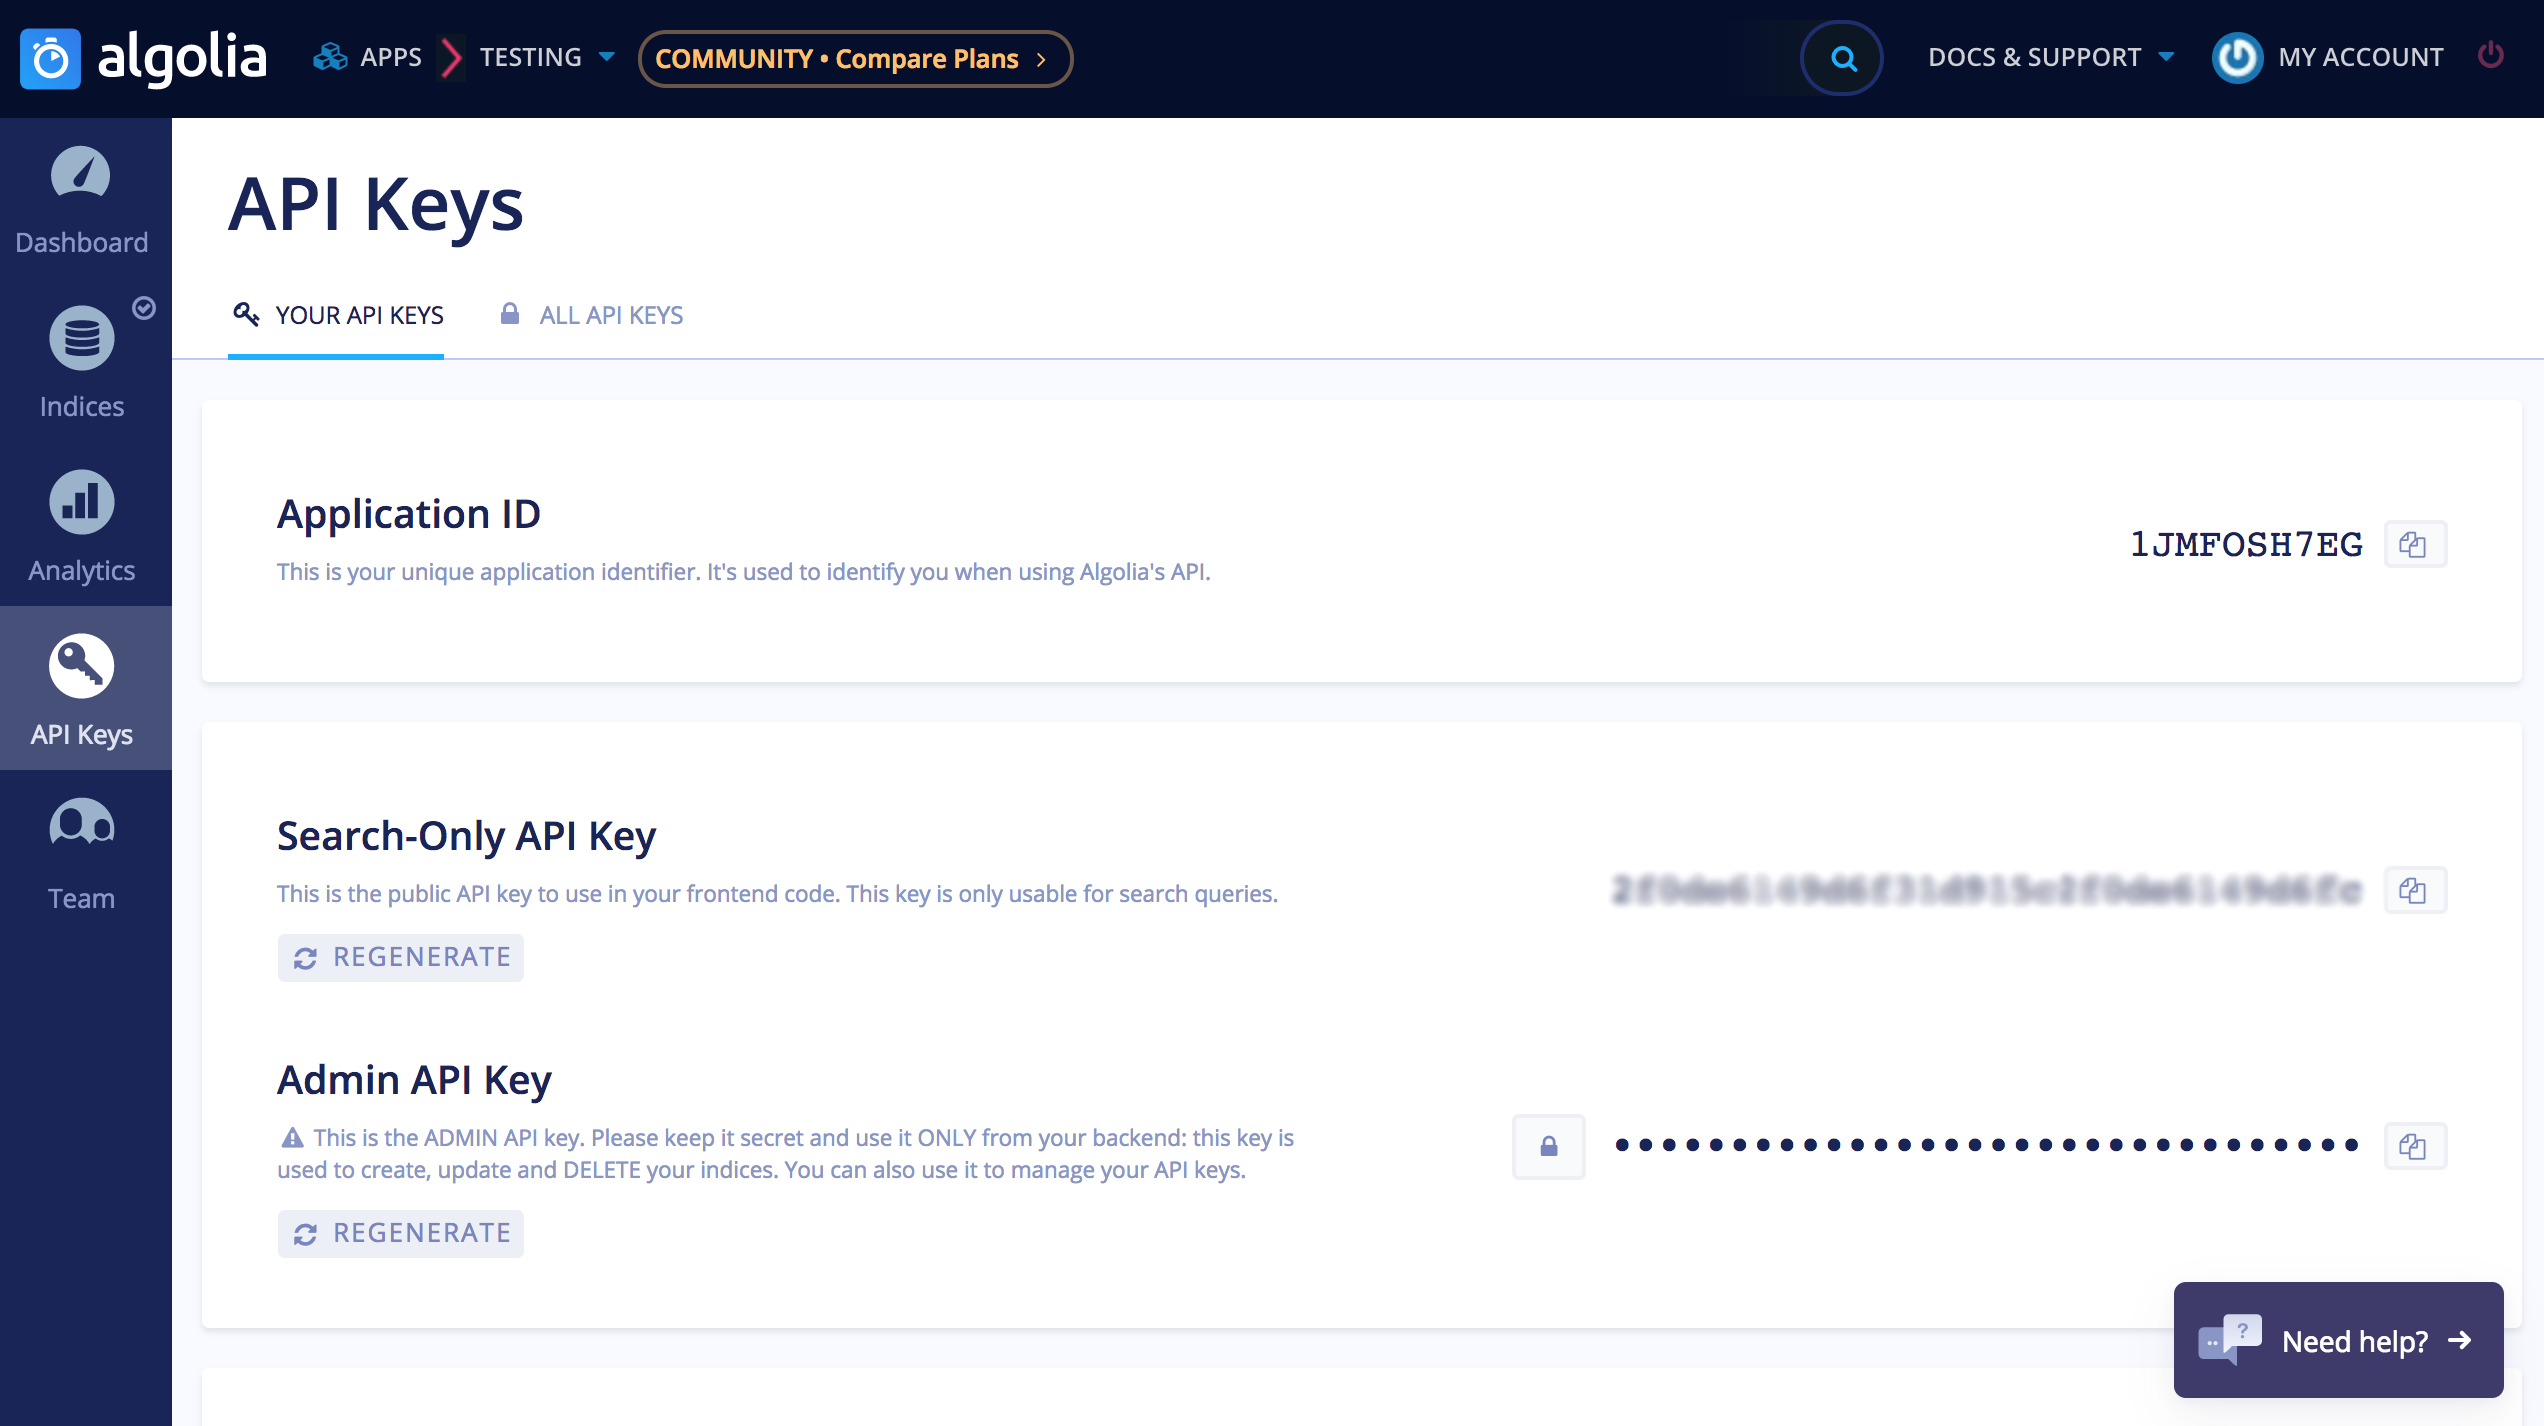 algolia
APPS
TESTING
COMMUNITY • Compare Plans
DOCS & SUPPORT
MY ACCOUNT
Dashboard
Indices
Analytics
API Keys
Team
API Keys
YOUR API KEYS
ALL API KEYS
Application ID
This is your unique application identifier. It's used to identify you when using Algolia's API.
1JMFOSH7EG
Search-Only API Key
This is the public API key to use in your frontend code. This key is only usable for search queries.
REGENERATE
Admin API Key
This is the ADMIN API key. Please keep it secret and use it ONLY from your backend: this key is
used to create, update and DELETE your indices. You can also use it to manage your API keys.
REGENERATE
Need help?